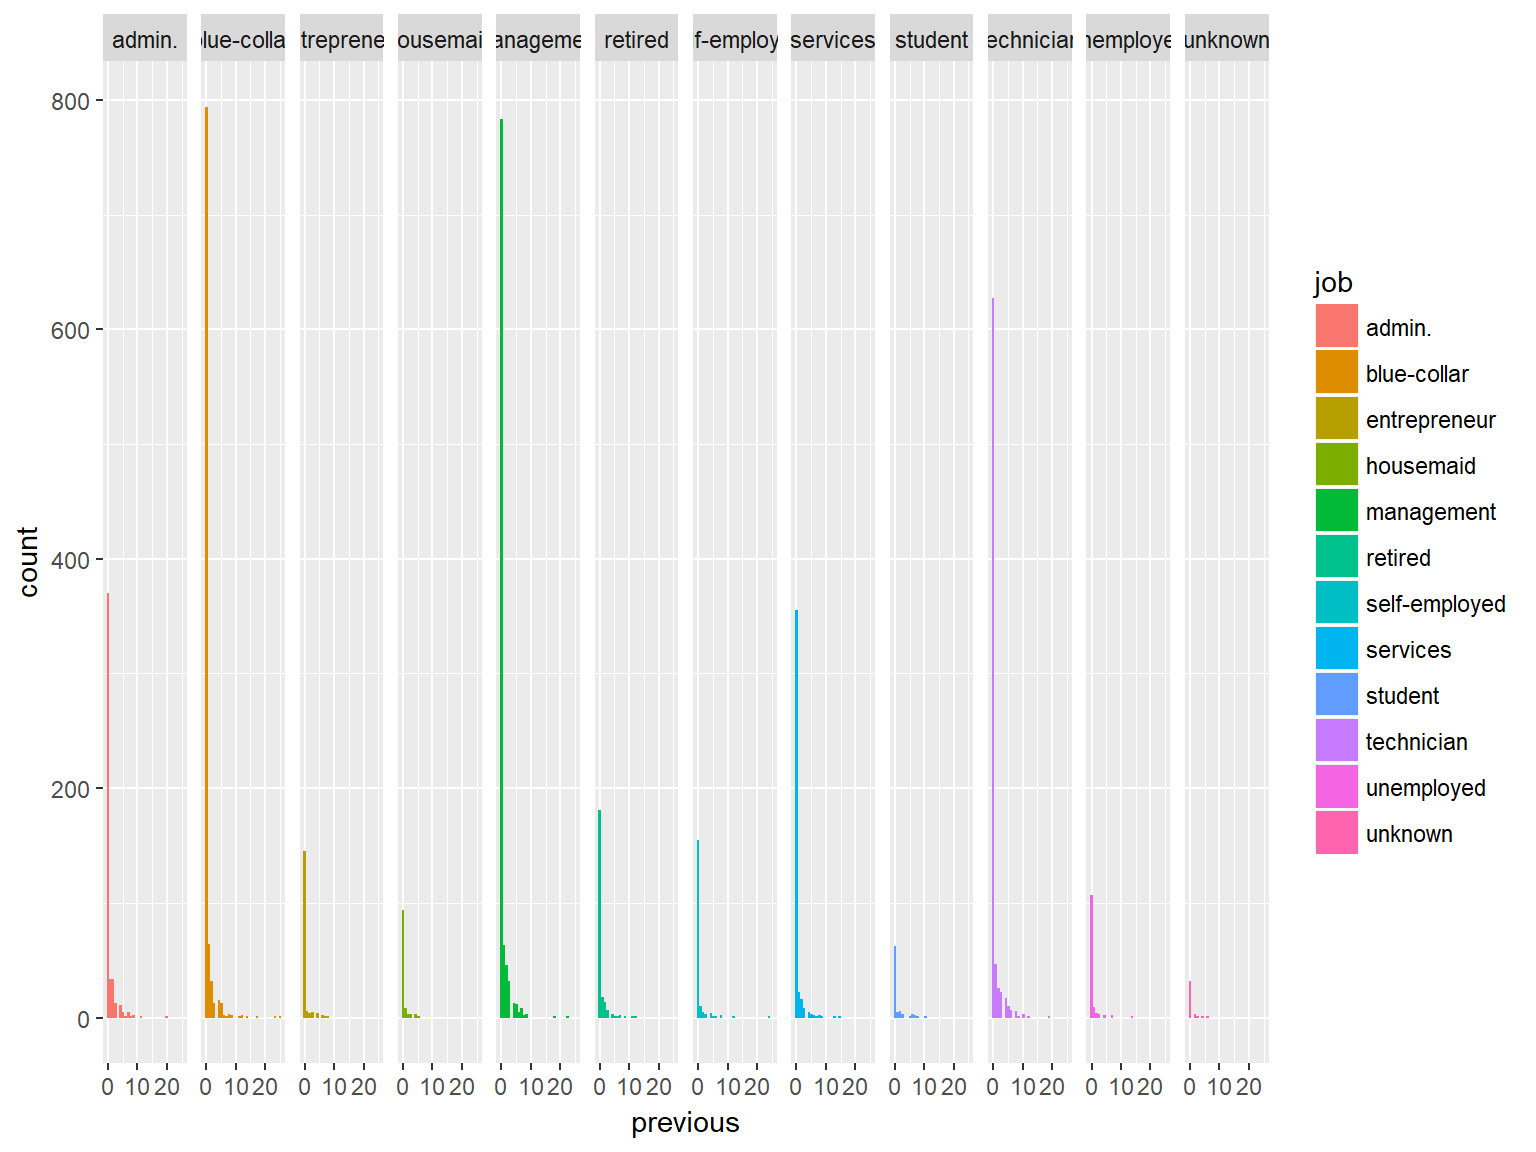 admin. blue-colla treprene ousemai anageme retired f-employ services student echnician nemploye unknown
800
600
400
200
0
count
0 10 20 0 10 20 0 10 20 0 10 20 0 10 20 0 10 20 0 10 20 0 10 20 0 10 20 0 10 20 0 10 20 0 10 20
previous
job
admin.
blue-collar
entrepreneur
housemaid
management
retired
self-employed
services
student
technician
unemployed
unknown